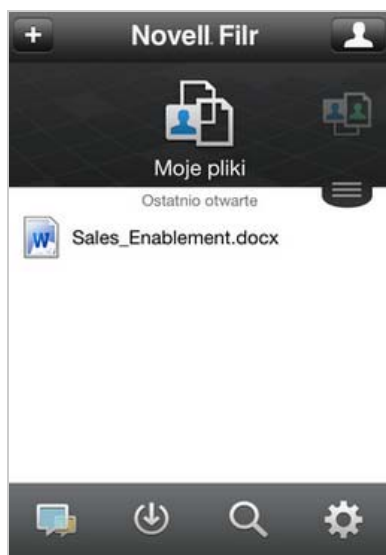 Novell Filr
Moje pliki
Ostatnio otwarte
Sales_Enablement.docx